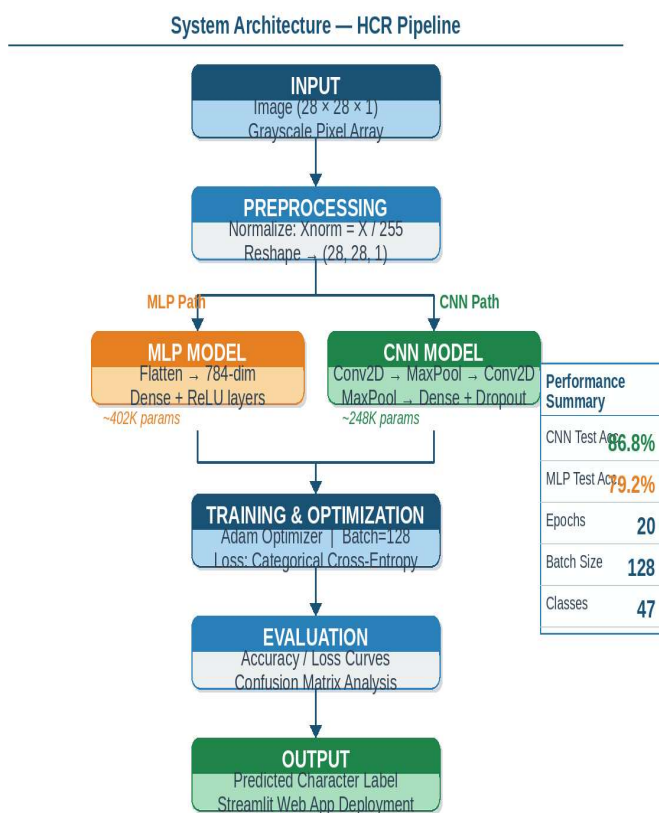 System Architecture — HCR Pipeline
INPUT
Image (28 × 28 × 1)
Grayscale Pixel Array
PREPROCESSING
Normalize: Xnorm = X / 255
Reshape → (28, 28, 1)
MLP Path
CNN Path
MLP MODEL
Flatten → 784-dim
Dense + ReLU layers
~402K params
CNN MODEL
Conv2D → MaxPool → Conv2D
MaxPool → Dense + Dropout
~248K params
Performance
Summary
CNN Test Acc 86.8%
MLP Test Acc 79.2%
Epochs 20
Batch Size 128
Classes 47
TRAINING & OPTIMIZATION
Adam Optimizer | Batch=128
Loss: Categorical Cross-Entropy
EVALUATION
Accuracy / Loss Curves
Confusion Matrix Analysis
OUTPUT
Predicted Character Label
Streamlit Web App Deployment